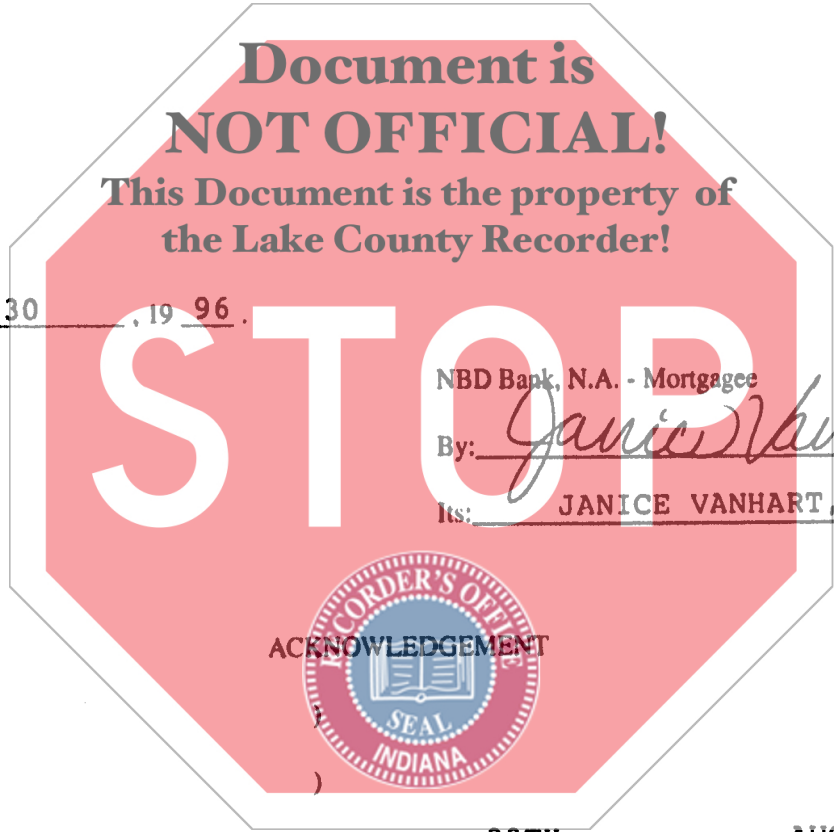 Document is
NOT OFFICIAL!
This Document is the property of
the Lake County Recorder!
30, 19 96.
STOP
NBD Bank, N.A. - Mortgagee
By: Janice
Its: JANICE VANHART,
ACKNOWLEDGEMENT
)
)
RECORDER'S OFFICE
SEAL
INDIANA